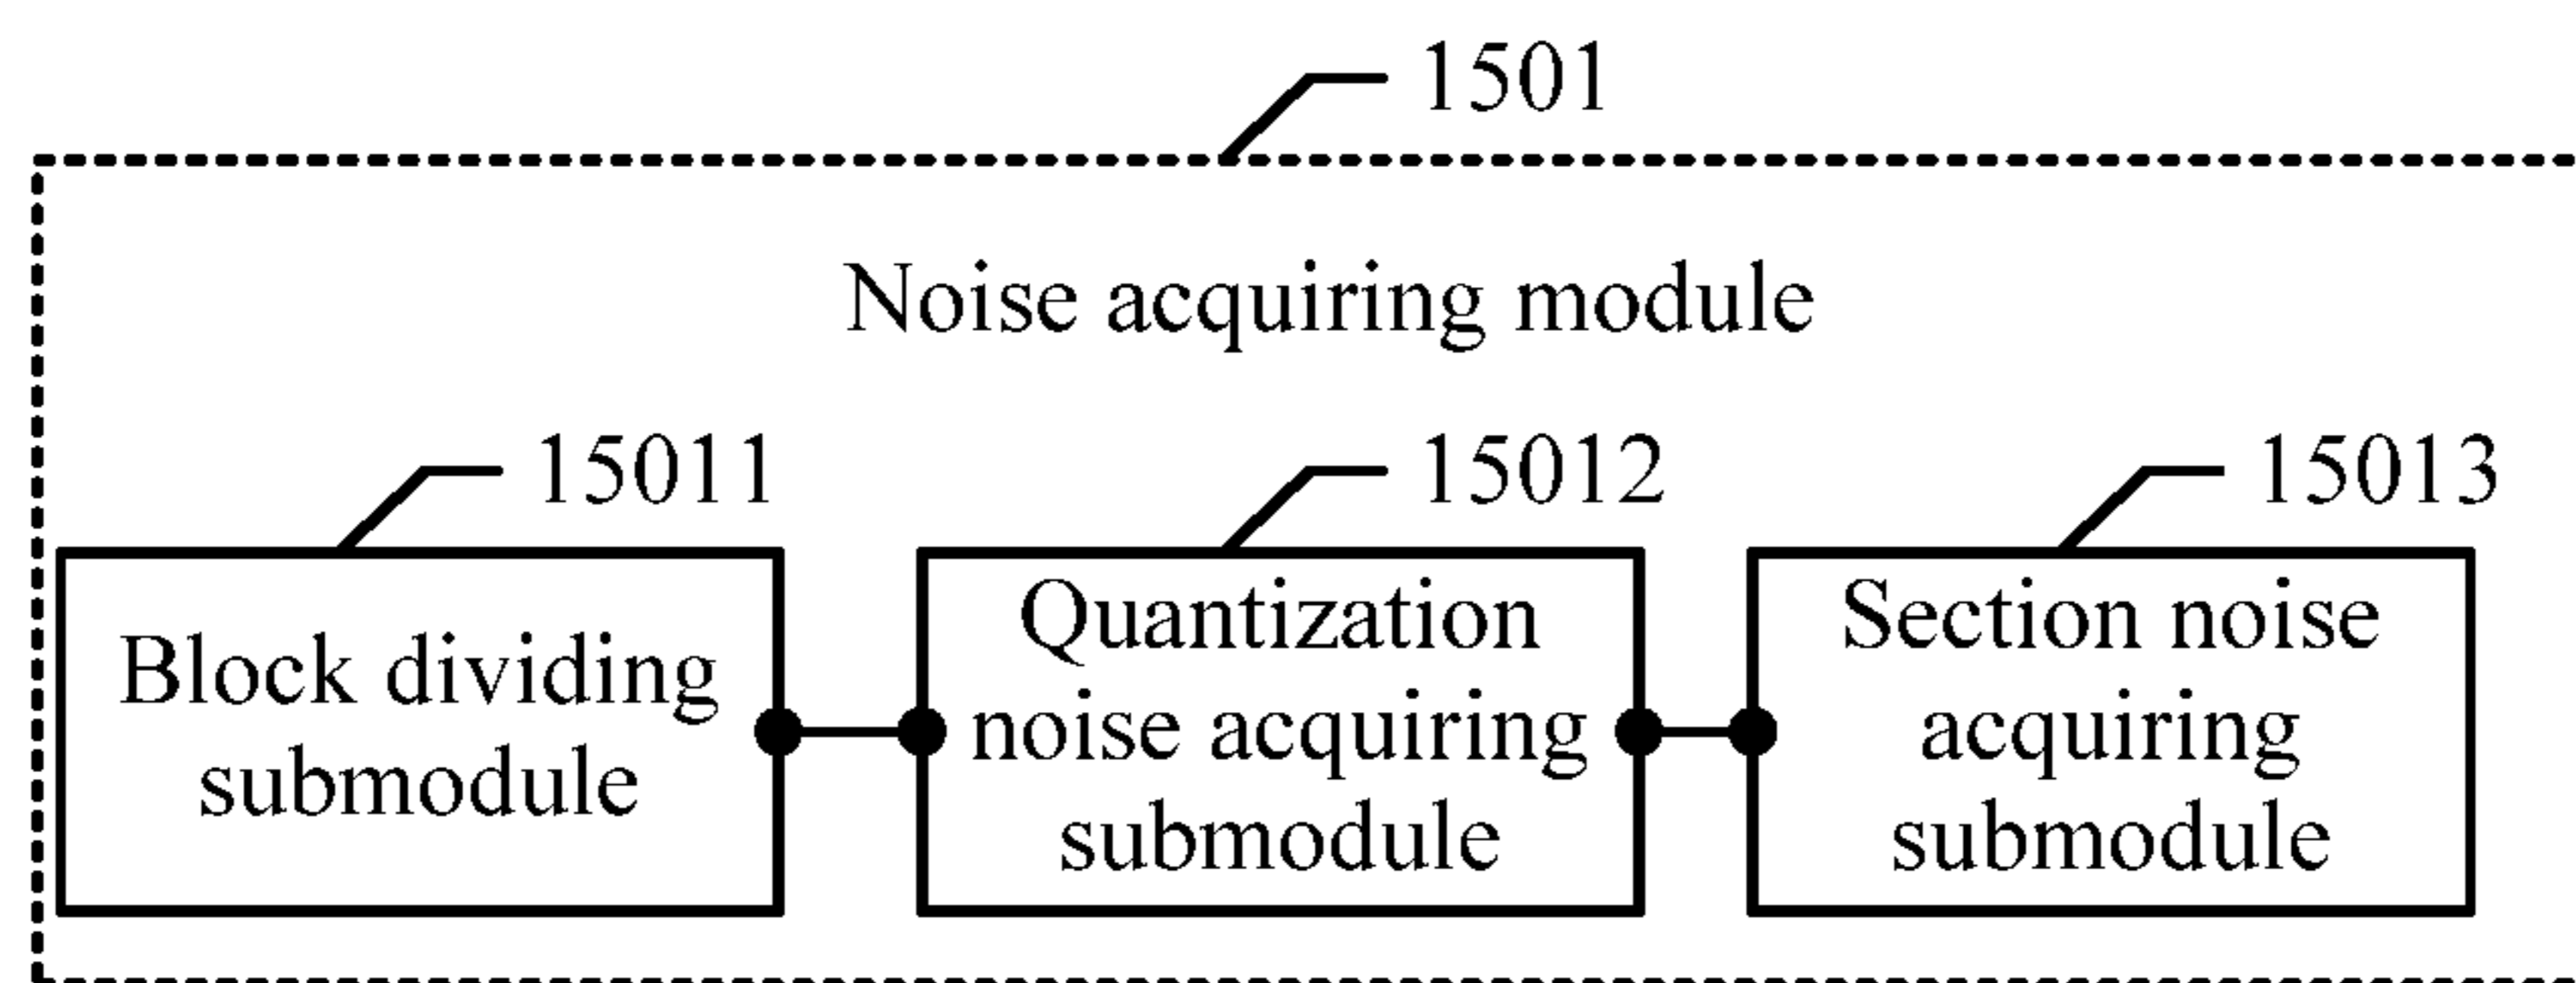 1501
Noise acquiring module
15011
15012
15013
Block dividing
submodule
Quantization
noise acquiring
submodule
Section noise
acquiring
submodule